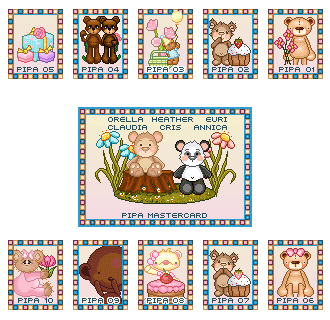 PIPA 05 PIPA 04 PIPA 03 PIPA 02 PIPA 01
ORELLA HEATHER EURI
CLAUDIA CRIS ANNICA
PIPA MASTERCARD
PIPA 10 PIPA 09 PIPA 08 PIPA 07 PIPA 06